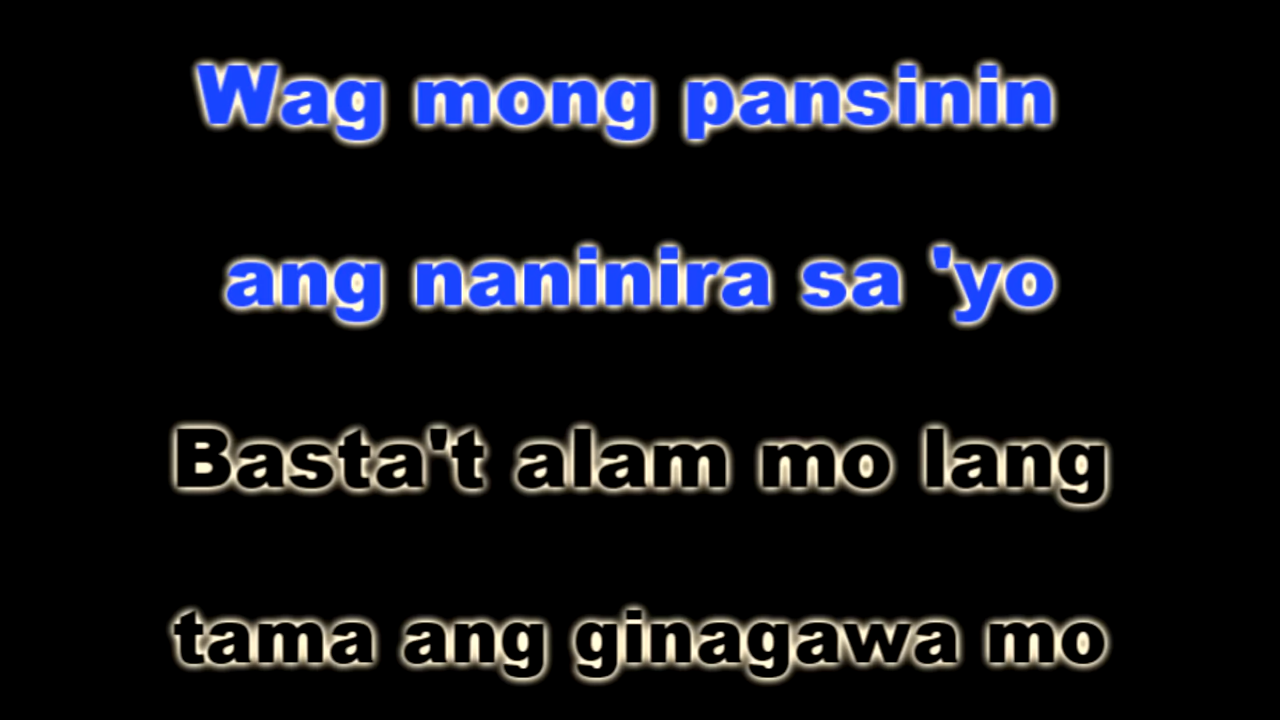 Wag mong pansinin
ang naninira sa 'yo
Basta't alam mo lang
tama ang ginagawa mo